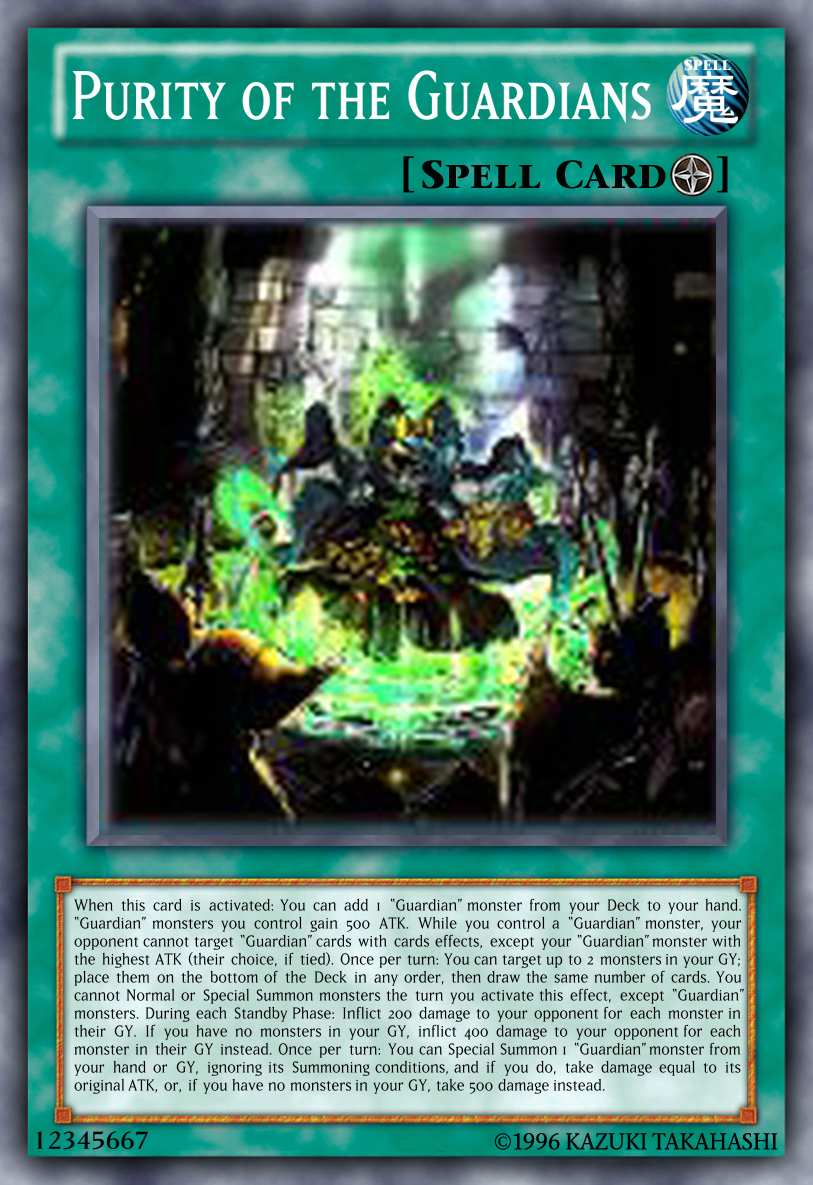 Purity of the Guardians
SPELL
魔
[Spell Card]
When this card is activated: You can add 1 "Guardian" monster from your Deck to your hand.
"Guardian" monsters you control gain 500 ATK. While you control a "Guardian" monster, your
opponent cannot target "Guardian" cards with cards effects, except your "Guardian" monster with
the highest ATK (their choice, if tied). Once per turn: You can target up to 2 monsters in your GY;
place them on the bottom of the Deck in any order, then draw the same number of cards. You
cannot Normal or Special Summon monsters the turn you activate this effect, except "Guardian"
monsters. During each Standby Phase: Inflict 200 damage to your opponent for each monster in
their GY. If you have no monsters in your GY, inflict 400 damage to your opponent for each
monster in their GY instead. Once per turn: You can Special Summon 1 "Guardian" monster from
your hand or GY, ignoring its Summoning conditions, and if you do, take damage equal to its
original ATK, or, if you have no monsters in your GY, take 500 damage instead.
12345667
©1996 KAZUKI TAKAHASHI